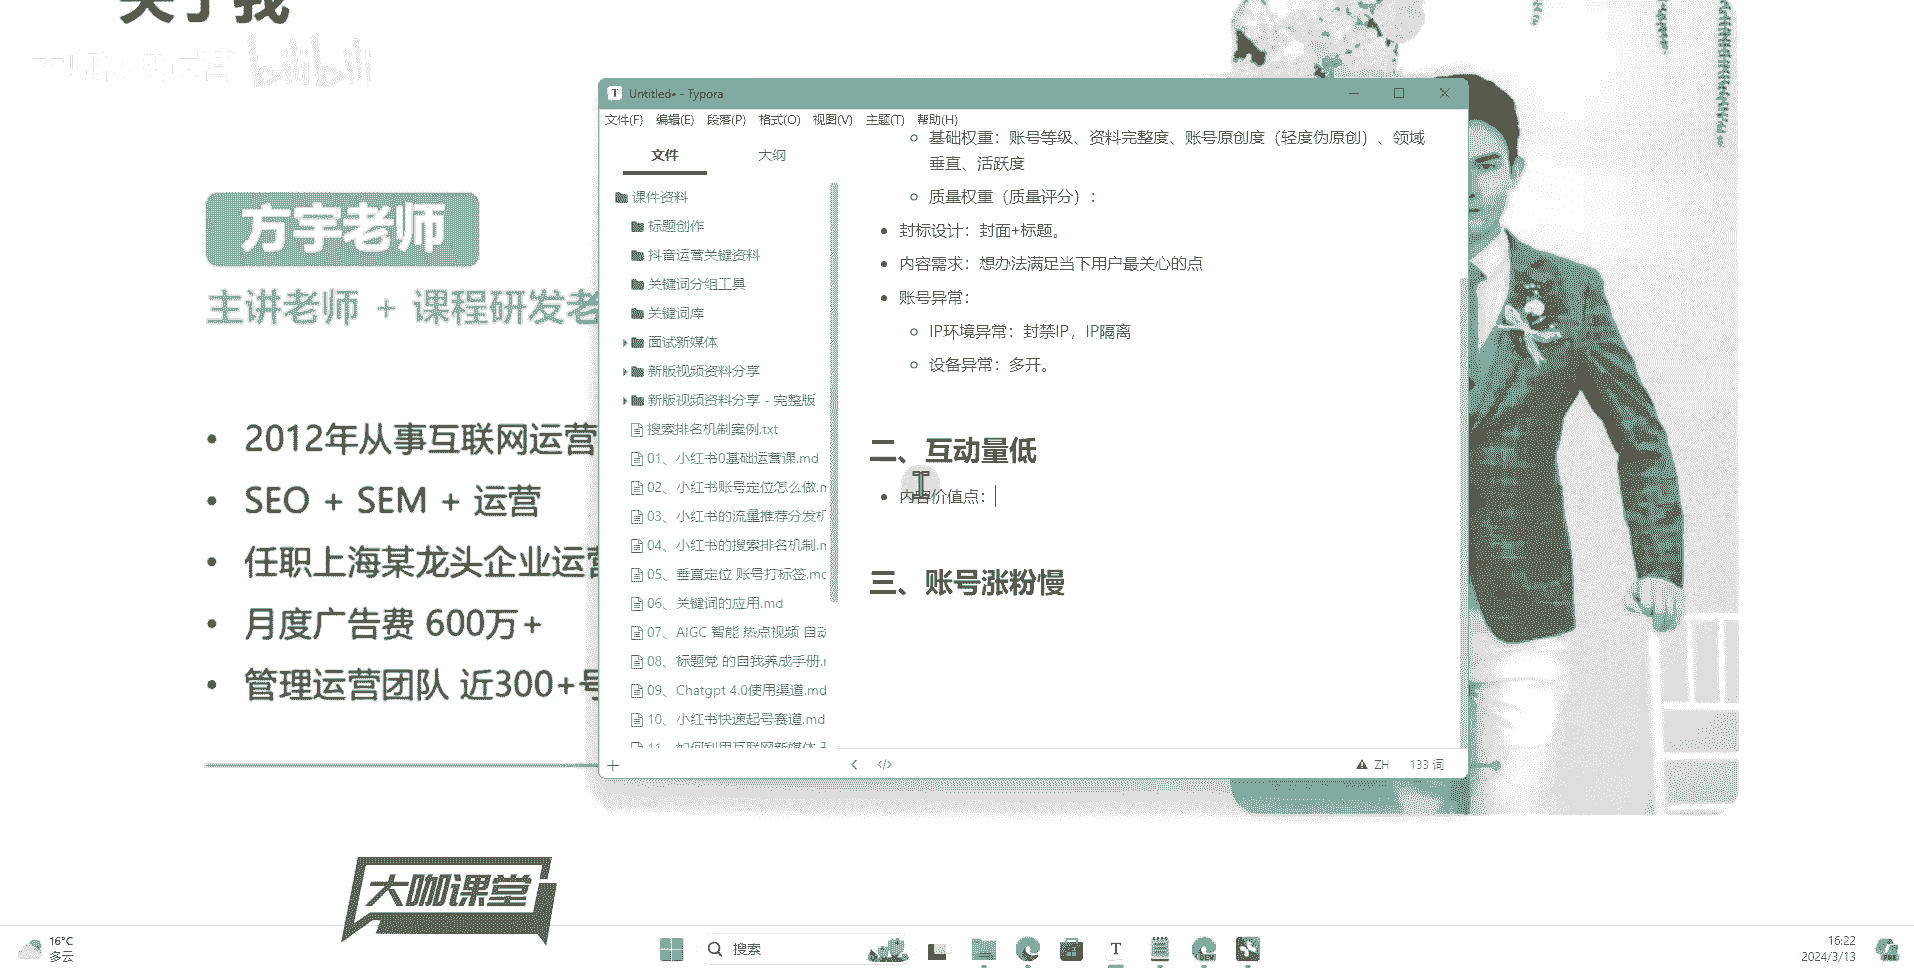 关于我
bilibili
方宇老师
主讲老师 + 课程研发老
2012年从事互联网运营
SEO + SEM + 运营
任职上海某龙头企业运营
月度广告费 600万+
管理运营团队 近300+号
大咖课堂
Untitled• - Typora
文件(F) 编辑(E) 段落(P) 格式(O) 视图(V) 主题(T) 帮助(H)
文件 大纲
课件资料
标题创作
抖音运营关键资料
关键词分组工具
关键词库
面试新媒体
新版视频资料分享
新版视频资料分享 - 完整版
搜索排名机制案例.txt
01、小红书0基础运营课.md
02、小红书账号定位怎么做.m
03、小红书的流量推荐分发机
04、小红书的搜索排名机制.m
05、垂直定位 账号打标签.md
06、关键词的应用.md
07、AIGC 智能 热点视频 自动
08、标题党 的自我养成手册.m
09、Chatgpt 4.0使用渠道.md
10、小红书快速起号赛道.md
11、如何利用互联网新媒体
基础权重：账号等级、资料完整度、账号原创度（轻度伪原创）、领域
垂直、活跃度
质量权重（质量评分）：
封标设计：封面+标题。
内容需求：想办法满足当下用户最关心的点
账号异常：
IP环境异常：封禁IP，IP隔离
设备异常：多开。
二、互动量低
内容价值点：
三、账号涨粉慢
ZH 133 词
16°C
多云
搜索
T
DEV
16:22
2024/3/13
PRE